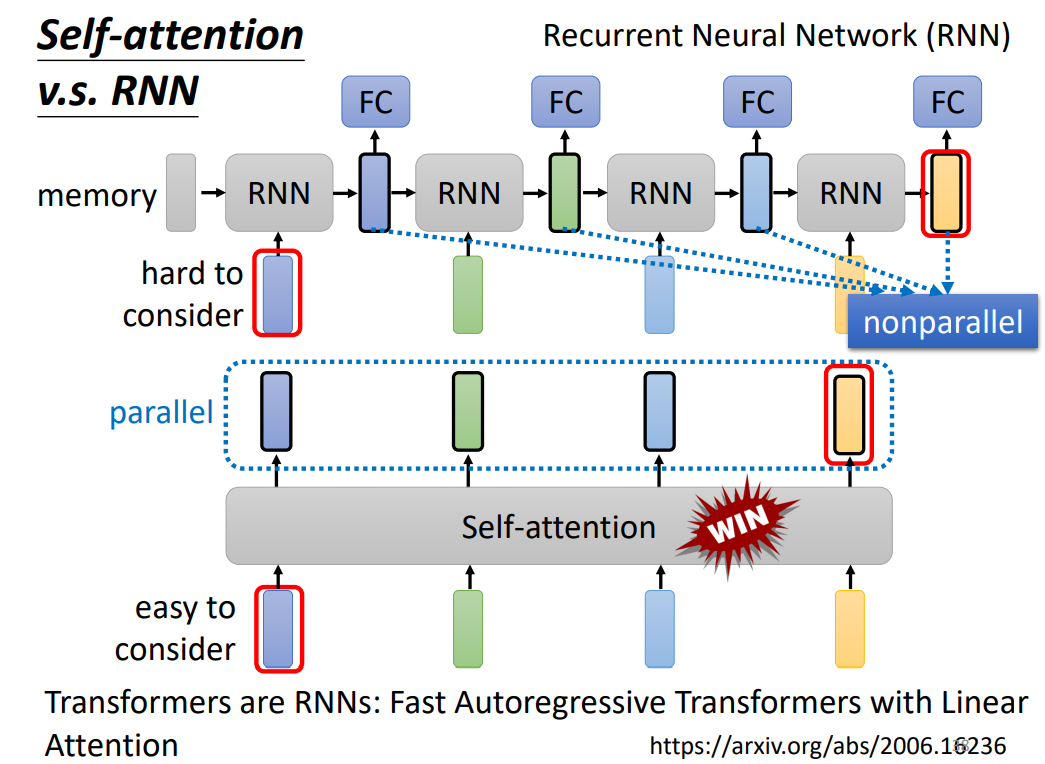 Self-attention
v.s. RNN
Recurrent Neural Network (RNN)
FC
FC
FC
FC
memory
RNN
RNN
RNN
RNN
hard to
consider
nonparallel
parallel
Self-attention
WIN
easy to
consider
Transformers are RNNs: Fast Autoregressive Transformers with Linear
Attention
https://arxiv.org/abs/2006.16236